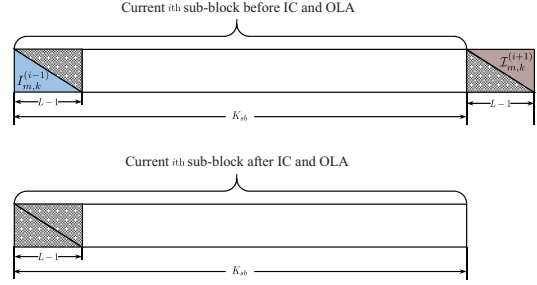 Current ith sub-block before IC and OLA
I_{m,k}^{(i−1)}
𝓘_{m,k}^{(i+1)}
L − 1
L − 1
K_{sb}
Current ith sub-block after IC and OLA
L − 1
K_{sb}